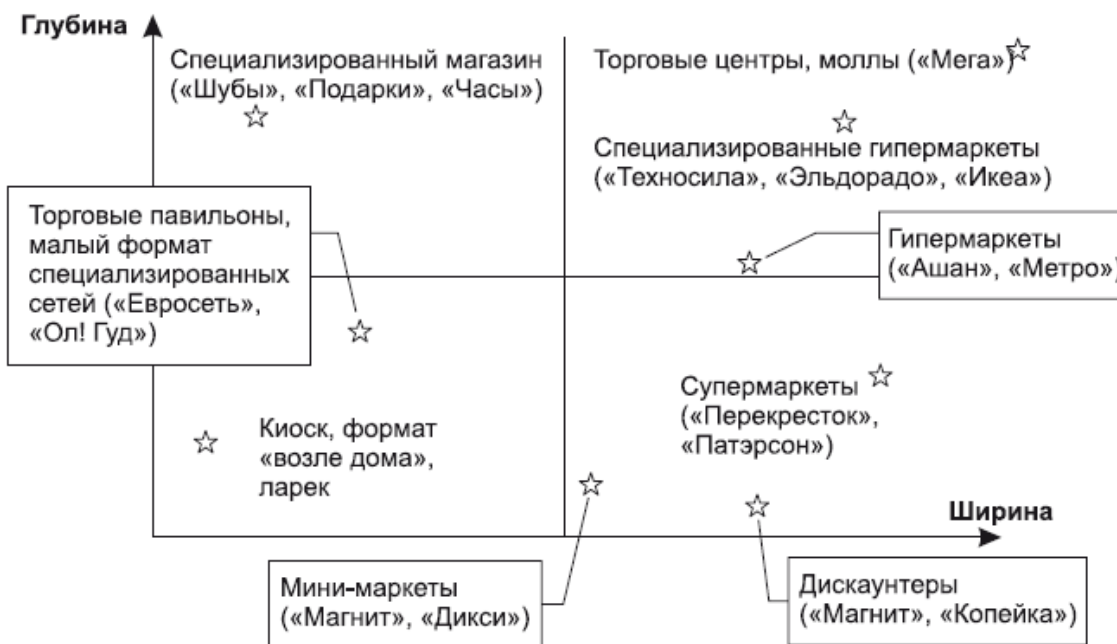 Глубина
Специализированный магазин
(«Шубы», «Подарки», «Часы»)
Торговые центры, моллы («Мега»)
Специализированные гипермаркеты
(«Техносила», «Эльдорадо», «Икеа»)
Торговые павильоны,
малый формат
специализированных
сетей («Евросеть»,
«Ол! Гуд»)
Гипермаркеты
(«Ашан», «Метро»)
Супермаркеты
(«Перекресток»,
«Патэрсон»)
Киоск, формат
«возле дома»,
ларек
Ширина
Мини-маркеты
(«Магнит», «Дикси»)
Дискаунтеры
(«Магнит», «Копейка»)